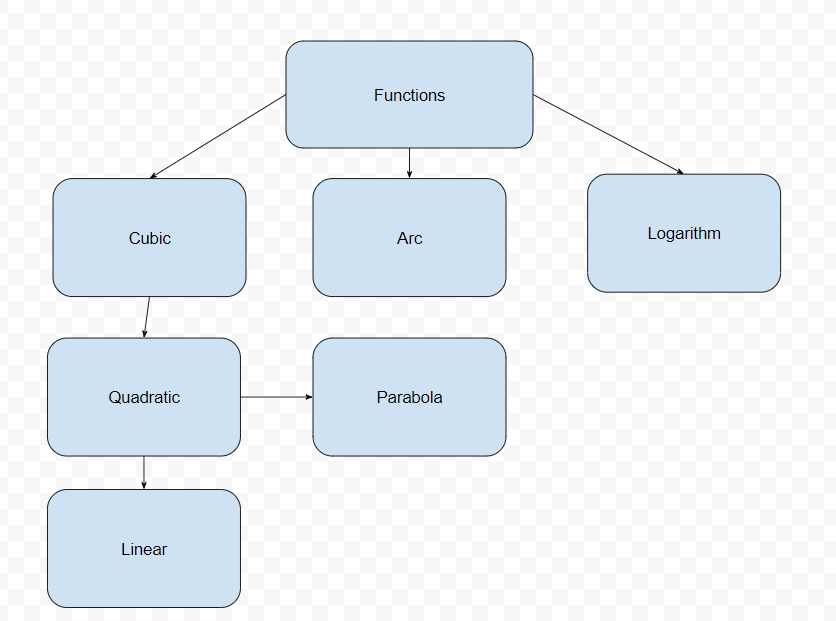 Functions
Cubic
Arc
Logarithm
Quadratic
Parabola
Linear